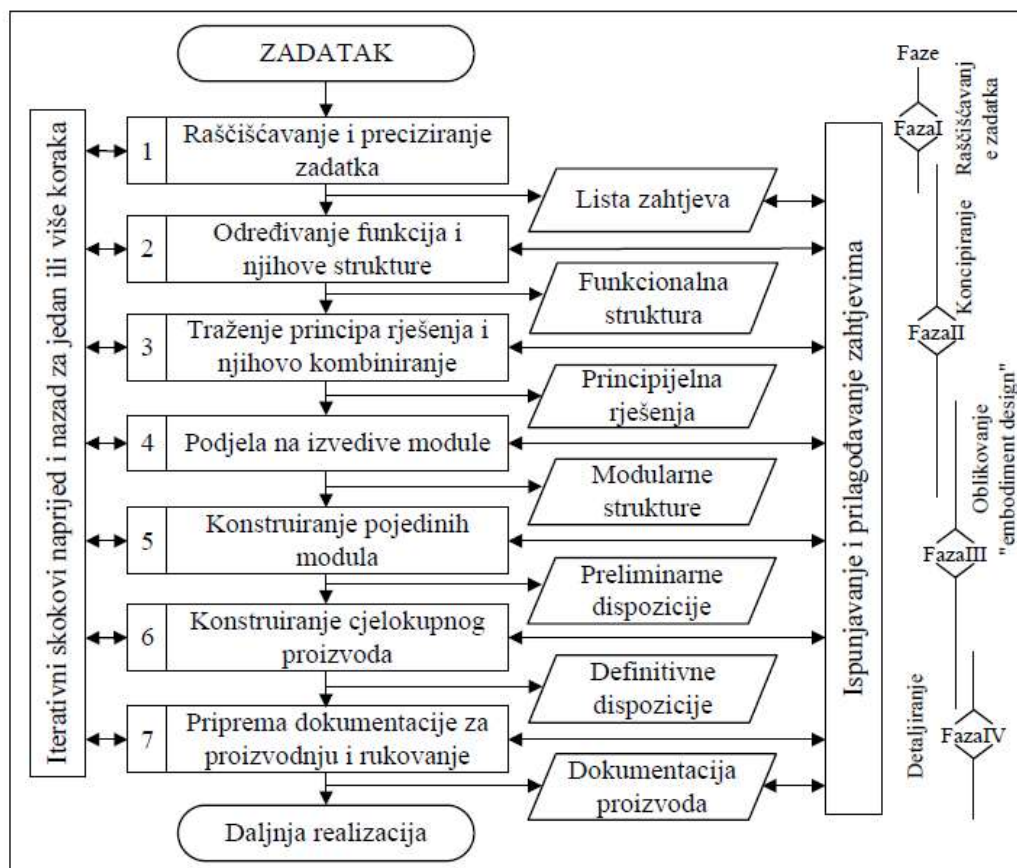 ZADATAK
Iterativni skokovi naprijed i nazad za jedan ili više koraka
1
Raščišćavanje i preciziranje
zadatka
Lista zahtjeva
2
Određivanje funkcija i
njihove strukture
Funkcionalna
struktura
3
Traženje principa rješenja i
njihovo kombiniranje
Principijelna
rješenja
4
Podjela na izvedive module
Modularne
strukture
5
Konstruiranje pojedinih
modula
Preliminarne
dispozicije
6
Konstruiranje cjelokupnog
proizvoda
Definitivne
dispozicije
7
Priprema dokumentacije za
proizvodnju i rukovanje
Dokumentacija
proizvoda
Daljnja realizacija
Ispunjavanje i prilagođavanje zahtjevima
Faze
FazaI
Raščišćavanj
e zadatka
Koncipiranje
FazaII
Oblikovanje
"embodiment design"
FazaIII
Detaljiranje
FazaIV